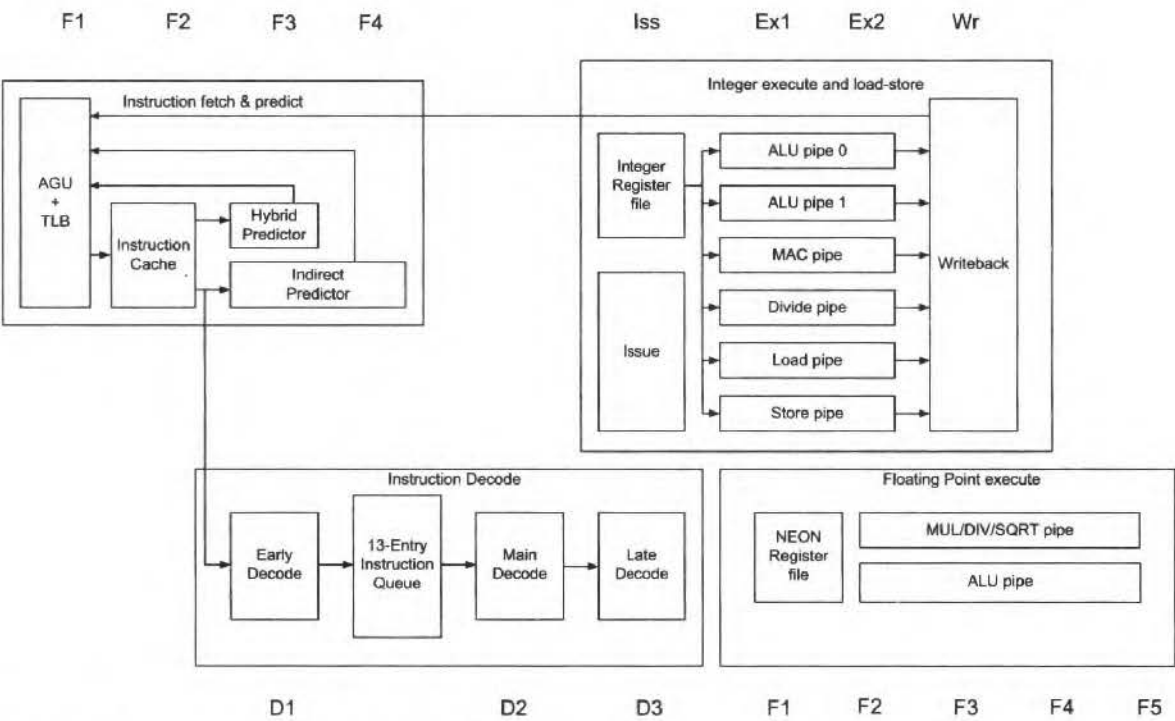 F1 F2 F3 F4 Iss Ex1 Ex2 Wr
Instruction fetch & predict
AGU
+
TLB
Instruction
Cache
Hybrid
Predictor
Indirect
Predictor
Integer execute and load-store
Integer
Register
file
Issue
ALU pipe 0
ALU pipe 1
MAC pipe
Divide pipe
Load pipe
Store pipe
Writeback
Instruction Decode
Early
Decode
13-Entry
Instruction
Queue
Main
Decode
Late
Decode
Floating Point execute
NEON
Register
file
MUL/DIV/SQRT pipe
ALU pipe
D1 D2 D3 F1 F2 F3 F4 F5